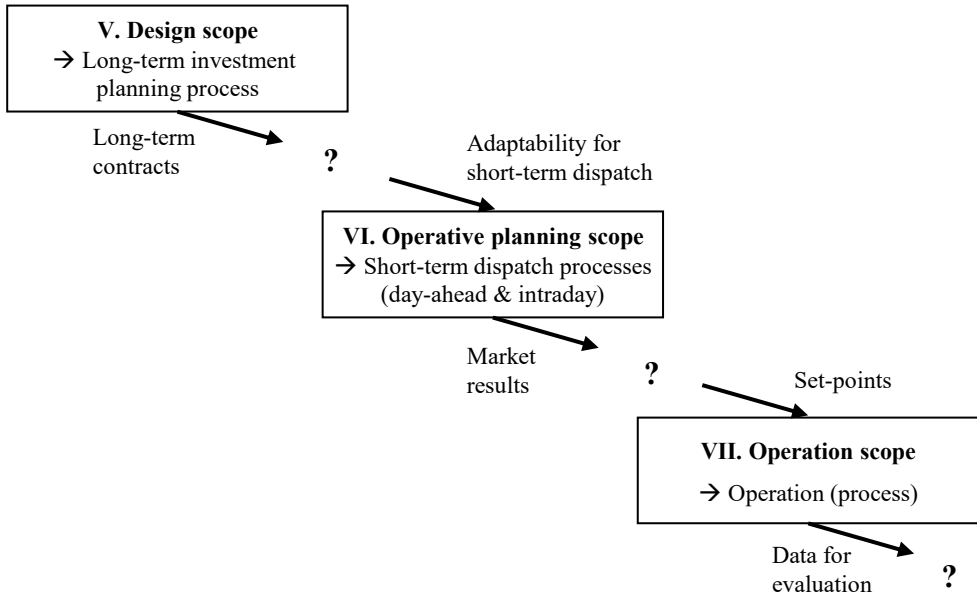 V. Design scope
→ Long-term investment
planning process
Long-term
contracts
?
Adaptability for
short-term dispatch
VI. Operative planning scope
→ Short-term dispatch processes
(day-ahead & intraday)
Market
results
?
Set-points
VII. Operation scope
→ Operation (process)
Data for
evaluation
?